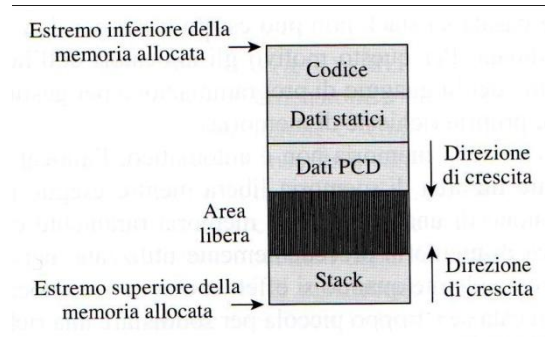 Estremo inferiore della
memoria allocata
Codice
Dati statici
Dati PCD
Direzione
di crescita
Area
libera
Direzione
di crescita
Stack
Estremo superiore della
memoria allocata